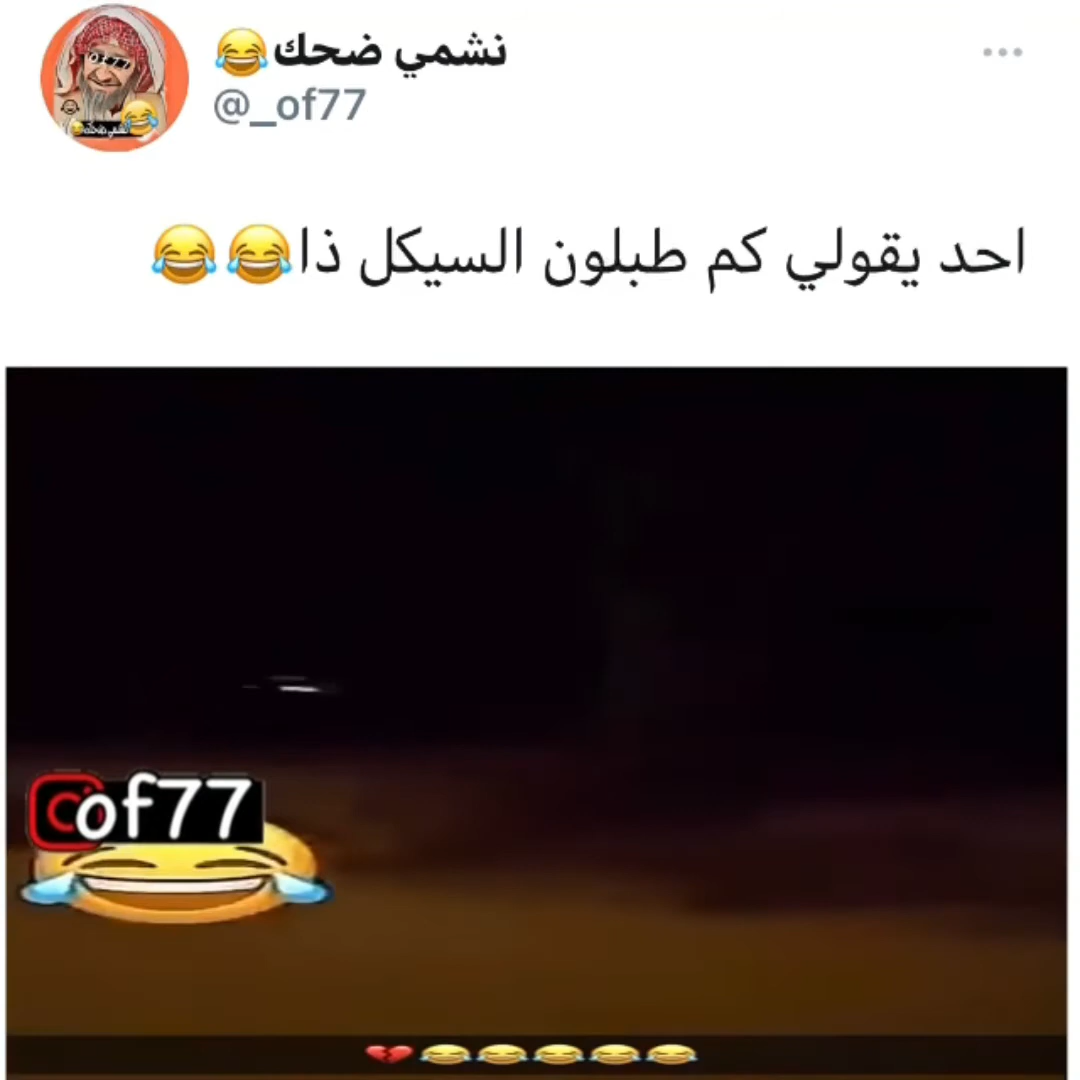 نشمي ضحك😂
@_of77
احد يقولي كم طبلون السيكل ذا😂😂
of77
💔😂😂😂😂😂